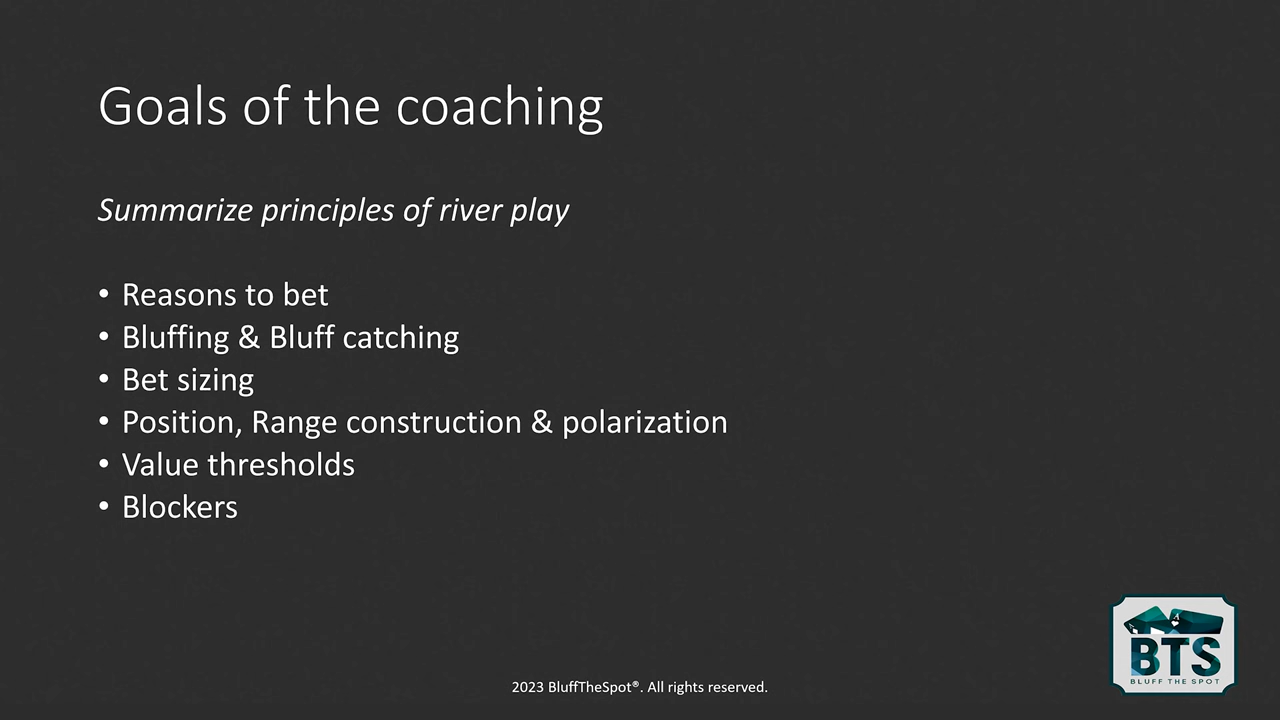 Goals of the coaching
Summarize principles of river play
• Reasons to bet
• Bluffing & Bluff catching
• Bet sizing
• Position, Range construction & polarization
• Value thresholds
• Blockers
BTS
BLUFF THE SPOT
2023 BluffTheSpot®. All rights reserved.